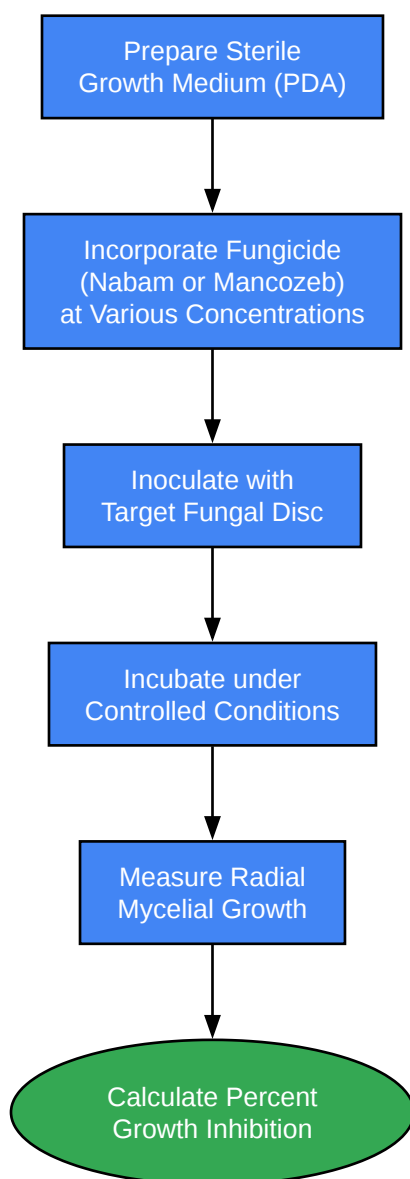 Prepare Sterile
Growth Medium (PDA)
Incorporate Fungicide
(Nabam or Mancozeb)
at Various Concentrations
Inoculate with
Target Fungal Disc
Incubate under
Controlled Conditions
Measure Radial
Mycelial Growth
Calculate Percent
Growth Inhibition